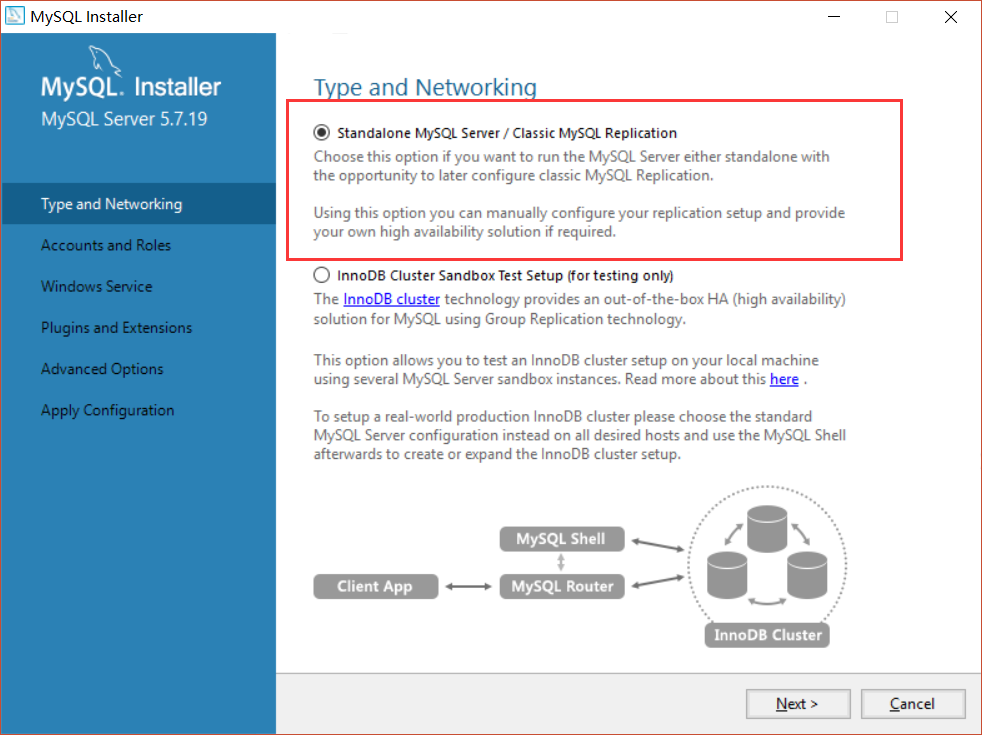 MySQL Installer
MySQL. Installer
MySQL Server 5.7.19
Type and Networking
Accounts and Roles
Windows Service
Plugins and Extensions
Advanced Options
Apply Configuration
Type and Networking
Standalone MySQL Server / Classic MySQL Replication
Choose this option if you want to run the MySQL Server either standalone with
the opportunity to later configure classic MySQL Replication.
Using this option you can manually configure your replication setup and provide
your own high availability solution if required.
InnoDB Cluster Sandbox Test Setup (for testing only)
The InnoDB cluster technology provides an out-of-the-box HA (high availability)
solution for MySQL using Group Replication technology.
This option allows you to test an InnoDB cluster setup on your local machine
using several MySQL Server sandbox instances. Read more about this here .
To setup a real-world production InnoDB cluster please choose the standard
MySQL Server configuration instead on all desired hosts and use the MySQL Shell
afterwards to create or expand the InnoDB cluster setup.
MySQL Shell
Client App
MySQL Router
InnoDB Cluster
Next >
Cancel